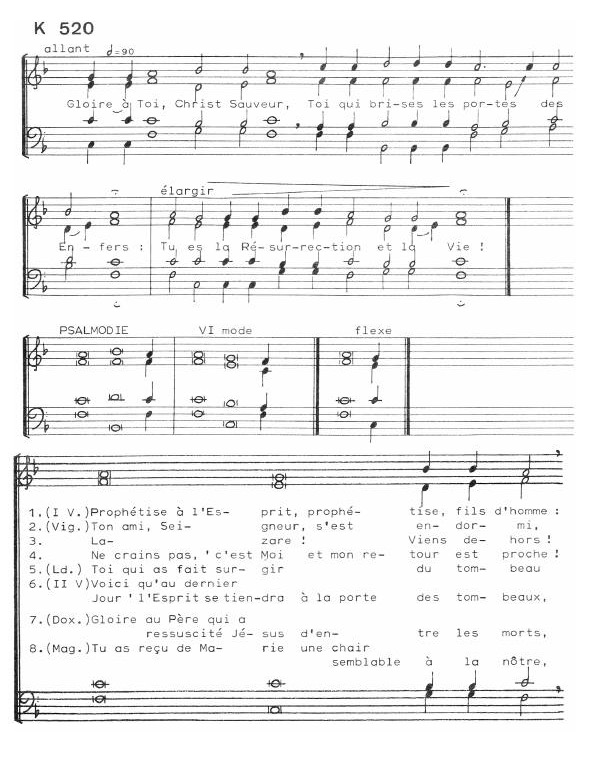 K 520
allant ♩=90
Gloire à Toi, Christ Sauveur, Toi qui bri-ses les por-tes des
élargir
En-fers : Tu es la Ré-sur-rec-tion et la Vie !
PSALMODIE VI mode flexe
1.(I V.)Prophétise à l'Es- prit, prophé- tise, fils d'homme :
2.(Vig.)Ton ami, Sei- gneur, s'est en- dor- mi,
3. La- zare ! Viens de- hors !
4. Ne crains pas, 'c'est Moi et mon re- tour est proche !
5.(Ld.) Toi qui as fait sur- gir du tom- beau
6.(II V)Voici qu'au dernier
Jour 'l'Esprit se tien- dra à la porte des tom- beaux,
7.(Dox.)Gloire au Père qui a
ressuscité Jé- sus d'en- tre les morts,
8.(Mag.)Tu as reçu de Ma- rie une chair
semblable à la nôtre,